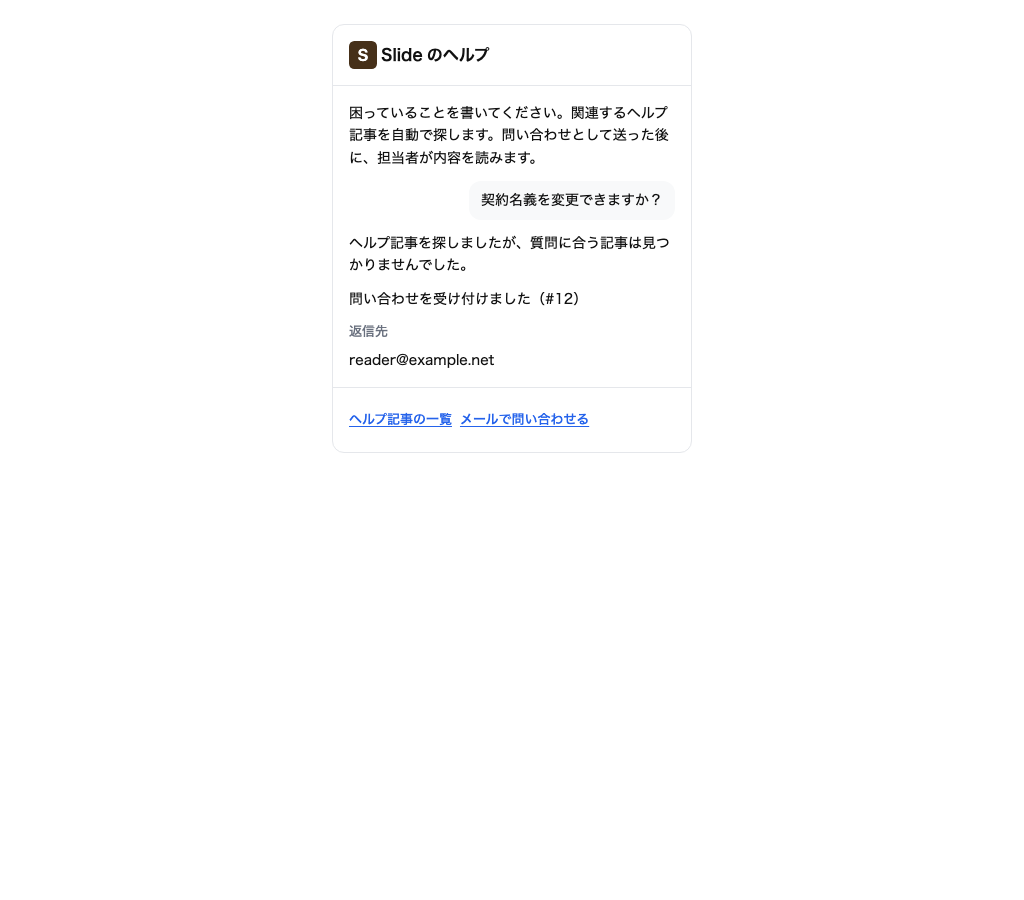 S Slide のヘルプ
困っていることを書いてください。関連するヘルプ
記事を自動で探します。問い合わせとして送った後
に、担当者が内容を読みます。
契約名義を変更できますか？
ヘルプ記事を探しましたが、質問に合う記事は見つ
かりませんでした。
問い合わせを受け付けました（#12）
返信先
reader@example.net
ヘルプ記事の一覧 メールで問い合わせる